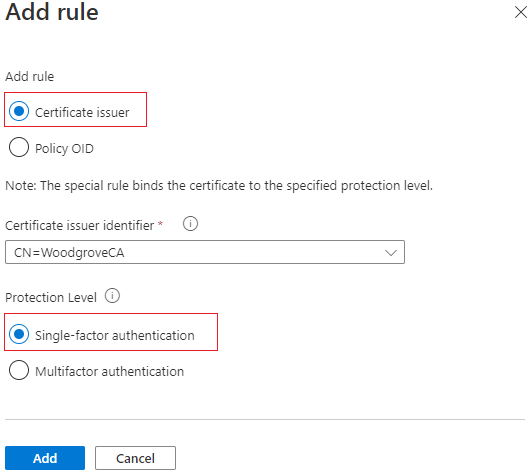 Add rule
Add rule
Certificate issuer
Policy OID
Note: The special rule binds the certificate to the specified protection level.
Certificate issuer identifier *
CN=WoodgroveCA
Protection Level
Single-factor authentication
Multifactor authentication
Add Cancel